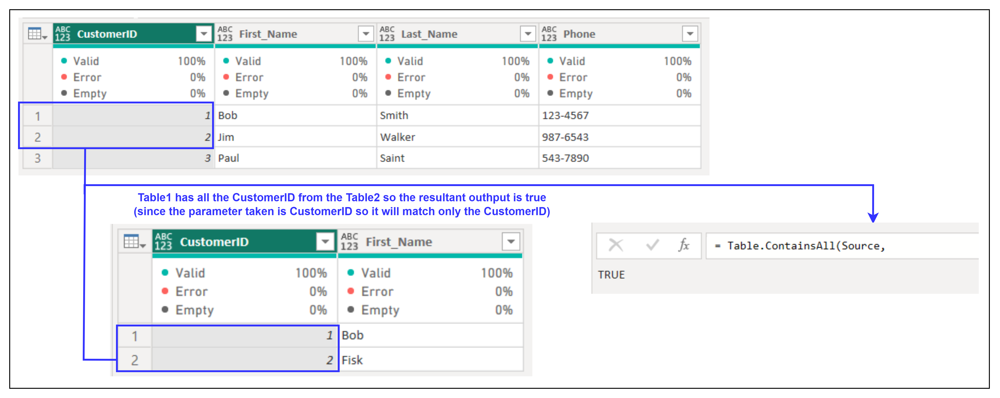 ABC 123 CustomerID ABC 123 First_Name ABC 123 Last_Name ABC 123 Phone
Valid 100% Valid 100% Valid 100% Valid 100%
Error 0% Error 0% Error 0% Error 0%
Empty 0% Empty 0% Empty 0% Empty 0%
1 1 Bob Smith 123-4567
2 2 Jim Walker 987-6543
3 3 Paul Saint 543-7890
Table1 has all the CustomerID from the Table2 so the resultant outhput is true
(since the parameter taken is CustomerID so it will match only the CustomerID)
ABC 123 CustomerID ABC 123 First_Name
Valid 100% Valid 100%
Error 0% Error 0%
Empty 0% Empty 0%
1 1 Bob
2 2 Fisk
fx = Table.ContainsAll(Source,
TRUE